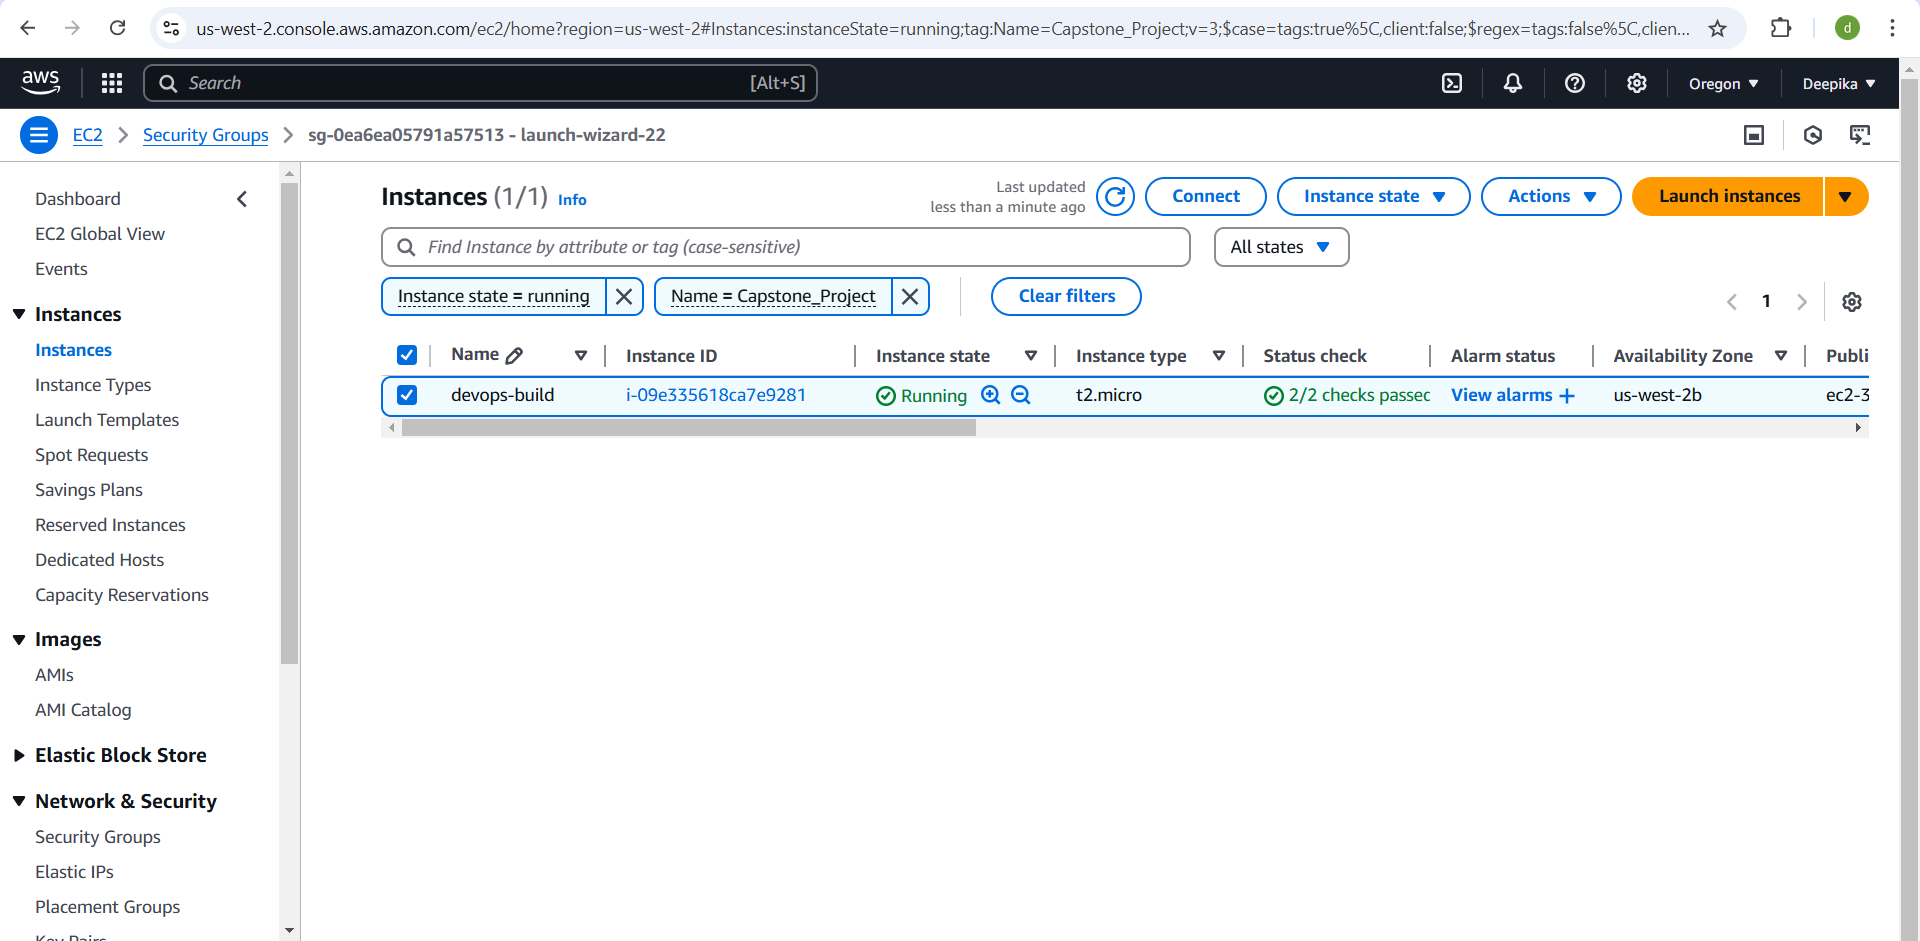 us-west-2.console.aws.amazon.com/ec2/home?region=us-west-2#Instances:instanceState=running;tag:Name=Capstone_Project;v=3;$case=tags:true%5C,client:false;$regex=tags:false%5C,clien...
d
aws
Search
[Alt+S]
Oregon
Deepika
EC2
Security Groups
sg-0ea6ea05791a57513 - launch-wizard-22
Dashboard
EC2 Global View
Events
Instances
Instances
Instance Types
Launch Templates
Spot Requests
Savings Plans
Reserved Instances
Dedicated Hosts
Capacity Reservations
Images
AMIs
AMI Catalog
Elastic Block Store
Network & Security
Security Groups
Elastic IPs
Placement Groups
Key Pairs
Instances (1/1) Info
Last updated
less than a minute ago
Connect
Instance state
Actions
Launch instances
Find Instance by attribute or tag (case-sensitive)
All states
Instance state = running
Name = Capstone_Project
Clear filters
1
Name Instance ID Instance state Instance type Status check Alarm status Availability Zone Publi
devops-build i-09e335618ca7e9281 Running t2.micro 2/2 checks passec View alarms + us-west-2b ec2-3